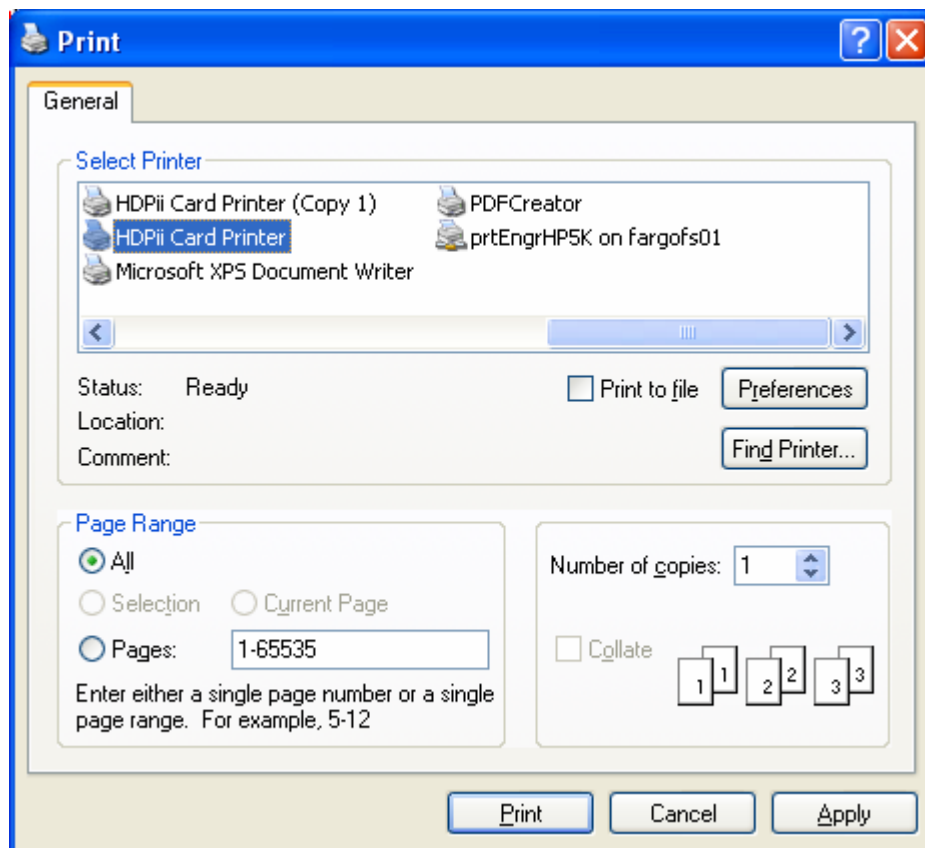 Print
General
Select Printer
HDPii Card Printer (Copy 1)
HDPii Card Printer
Microsoft XPS Document Writer
PDFCreator
prtEngrHP5K on fargofs01
Status: Ready
Location:
Comment:
Print to file
Preferences
Find Printer...
Page Range
All
Selection
Current Page
Pages: 1-65535
Enter either a single page number or a single
page range. For example, 5-12
Number of copies: 1
Collate
1 1 2 2 3 3
Print
Cancel
Apply